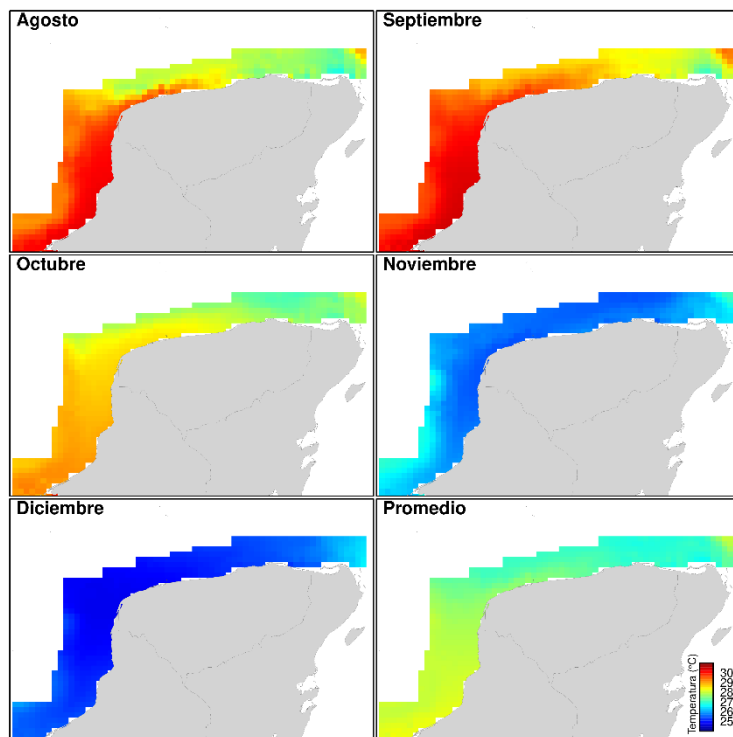 Agosto
Septiembre
Octubre
Noviembre
Diciembre
Promedio
Temperatura (°C)
30
29
28
27
26
25